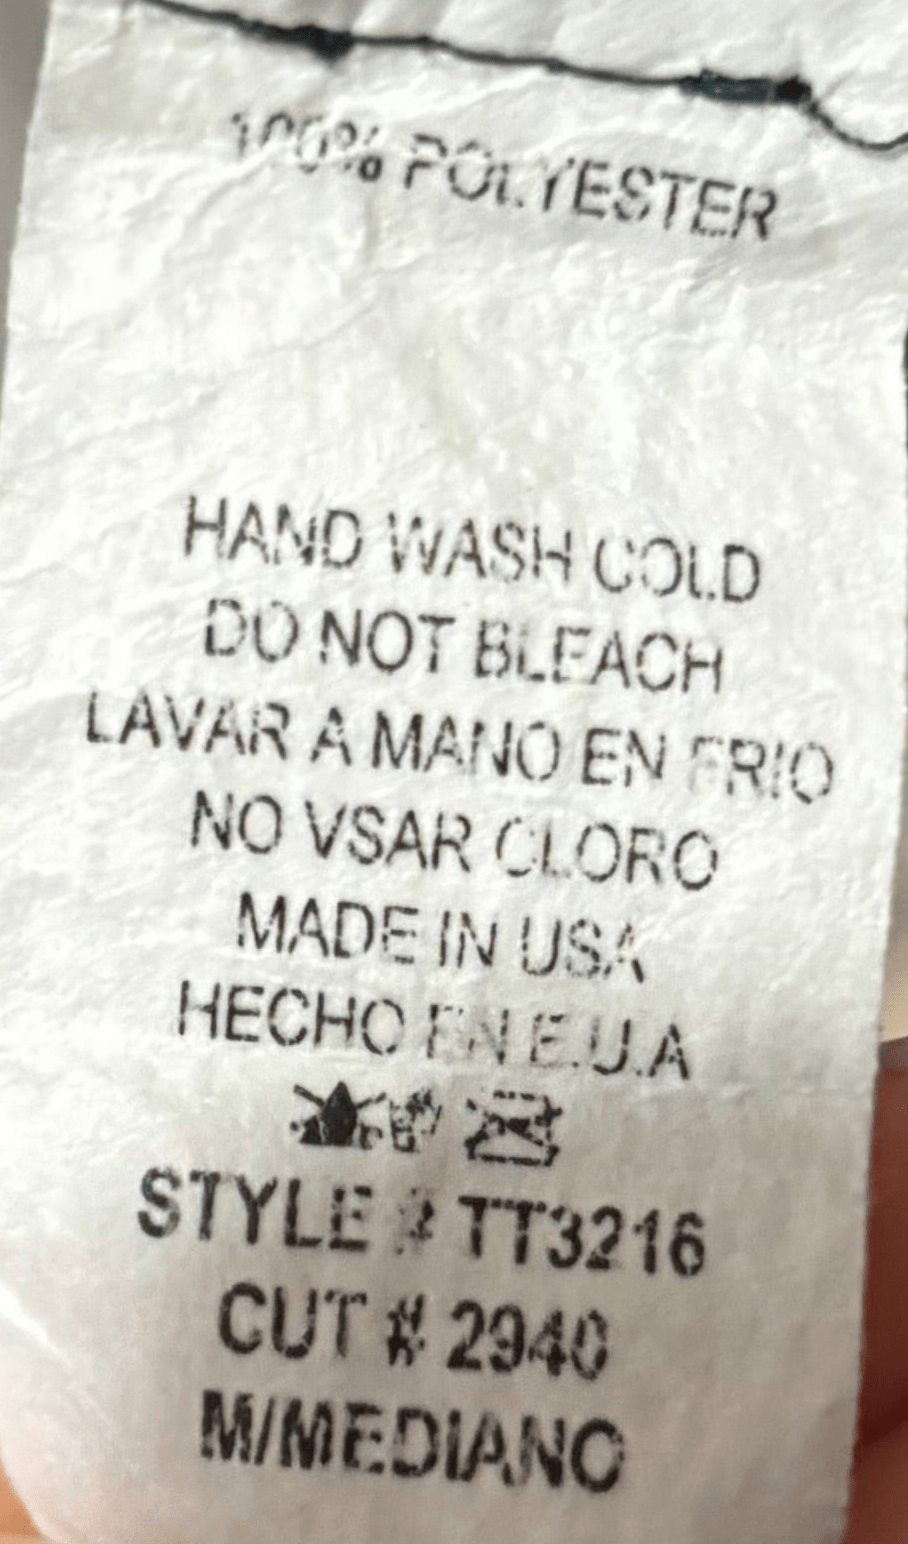 100% POLYESTER
HAND WASH COLD
DO NOT BLEACH
LAVAR A MANO EN FRIO
NO VSAR CLORO
MADE IN USA
HECHO EN E.U.A
STYLE # TT3216
CUT # 2940
M/MEDIANO